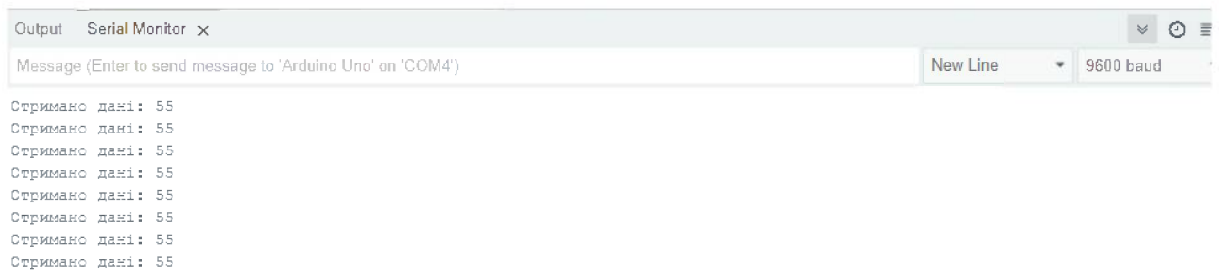 Output Serial Monitor ×
Message (Enter to send message to 'Arduino Uno' on 'COM4')
New Line
9600 baud
Отримано дані: 55
Отримано дані: 55
Отримано дані: 55
Отримано дані: 55
Отримано дані: 55
Отримано дані: 55
Отримано дані: 55
Отримано дані: 55